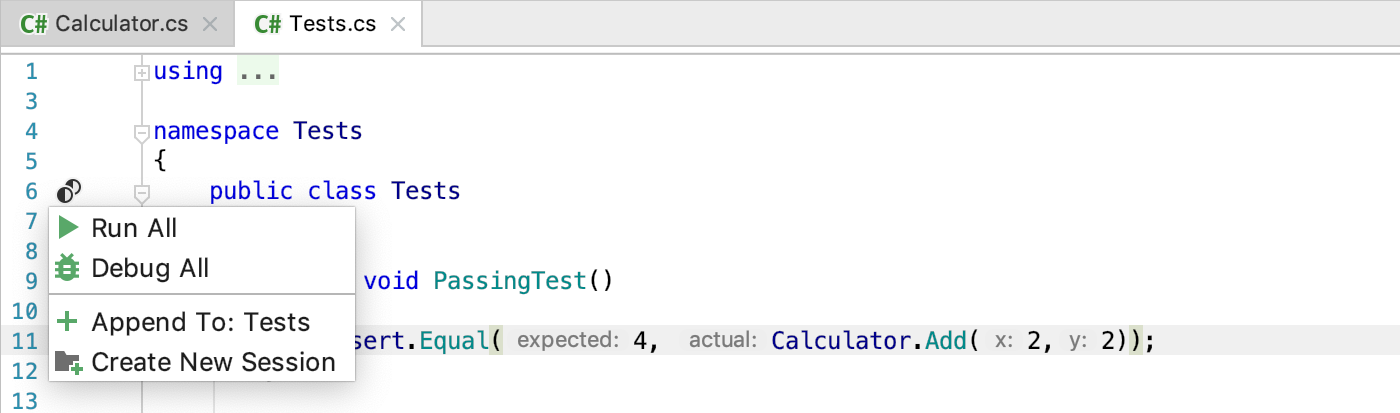 C# Calculator.cs × C# Tests.cs ×
1 using ...
3
4 namespace Tests
5 {
6 public class Tests
7
8
9 void PassingTest()
10
11 sert.Equal( expected: 4, actual: Calculator.Add( x: 2, y: 2));
12
13
Run All
Debug All
Append To: Tests
Create New Session